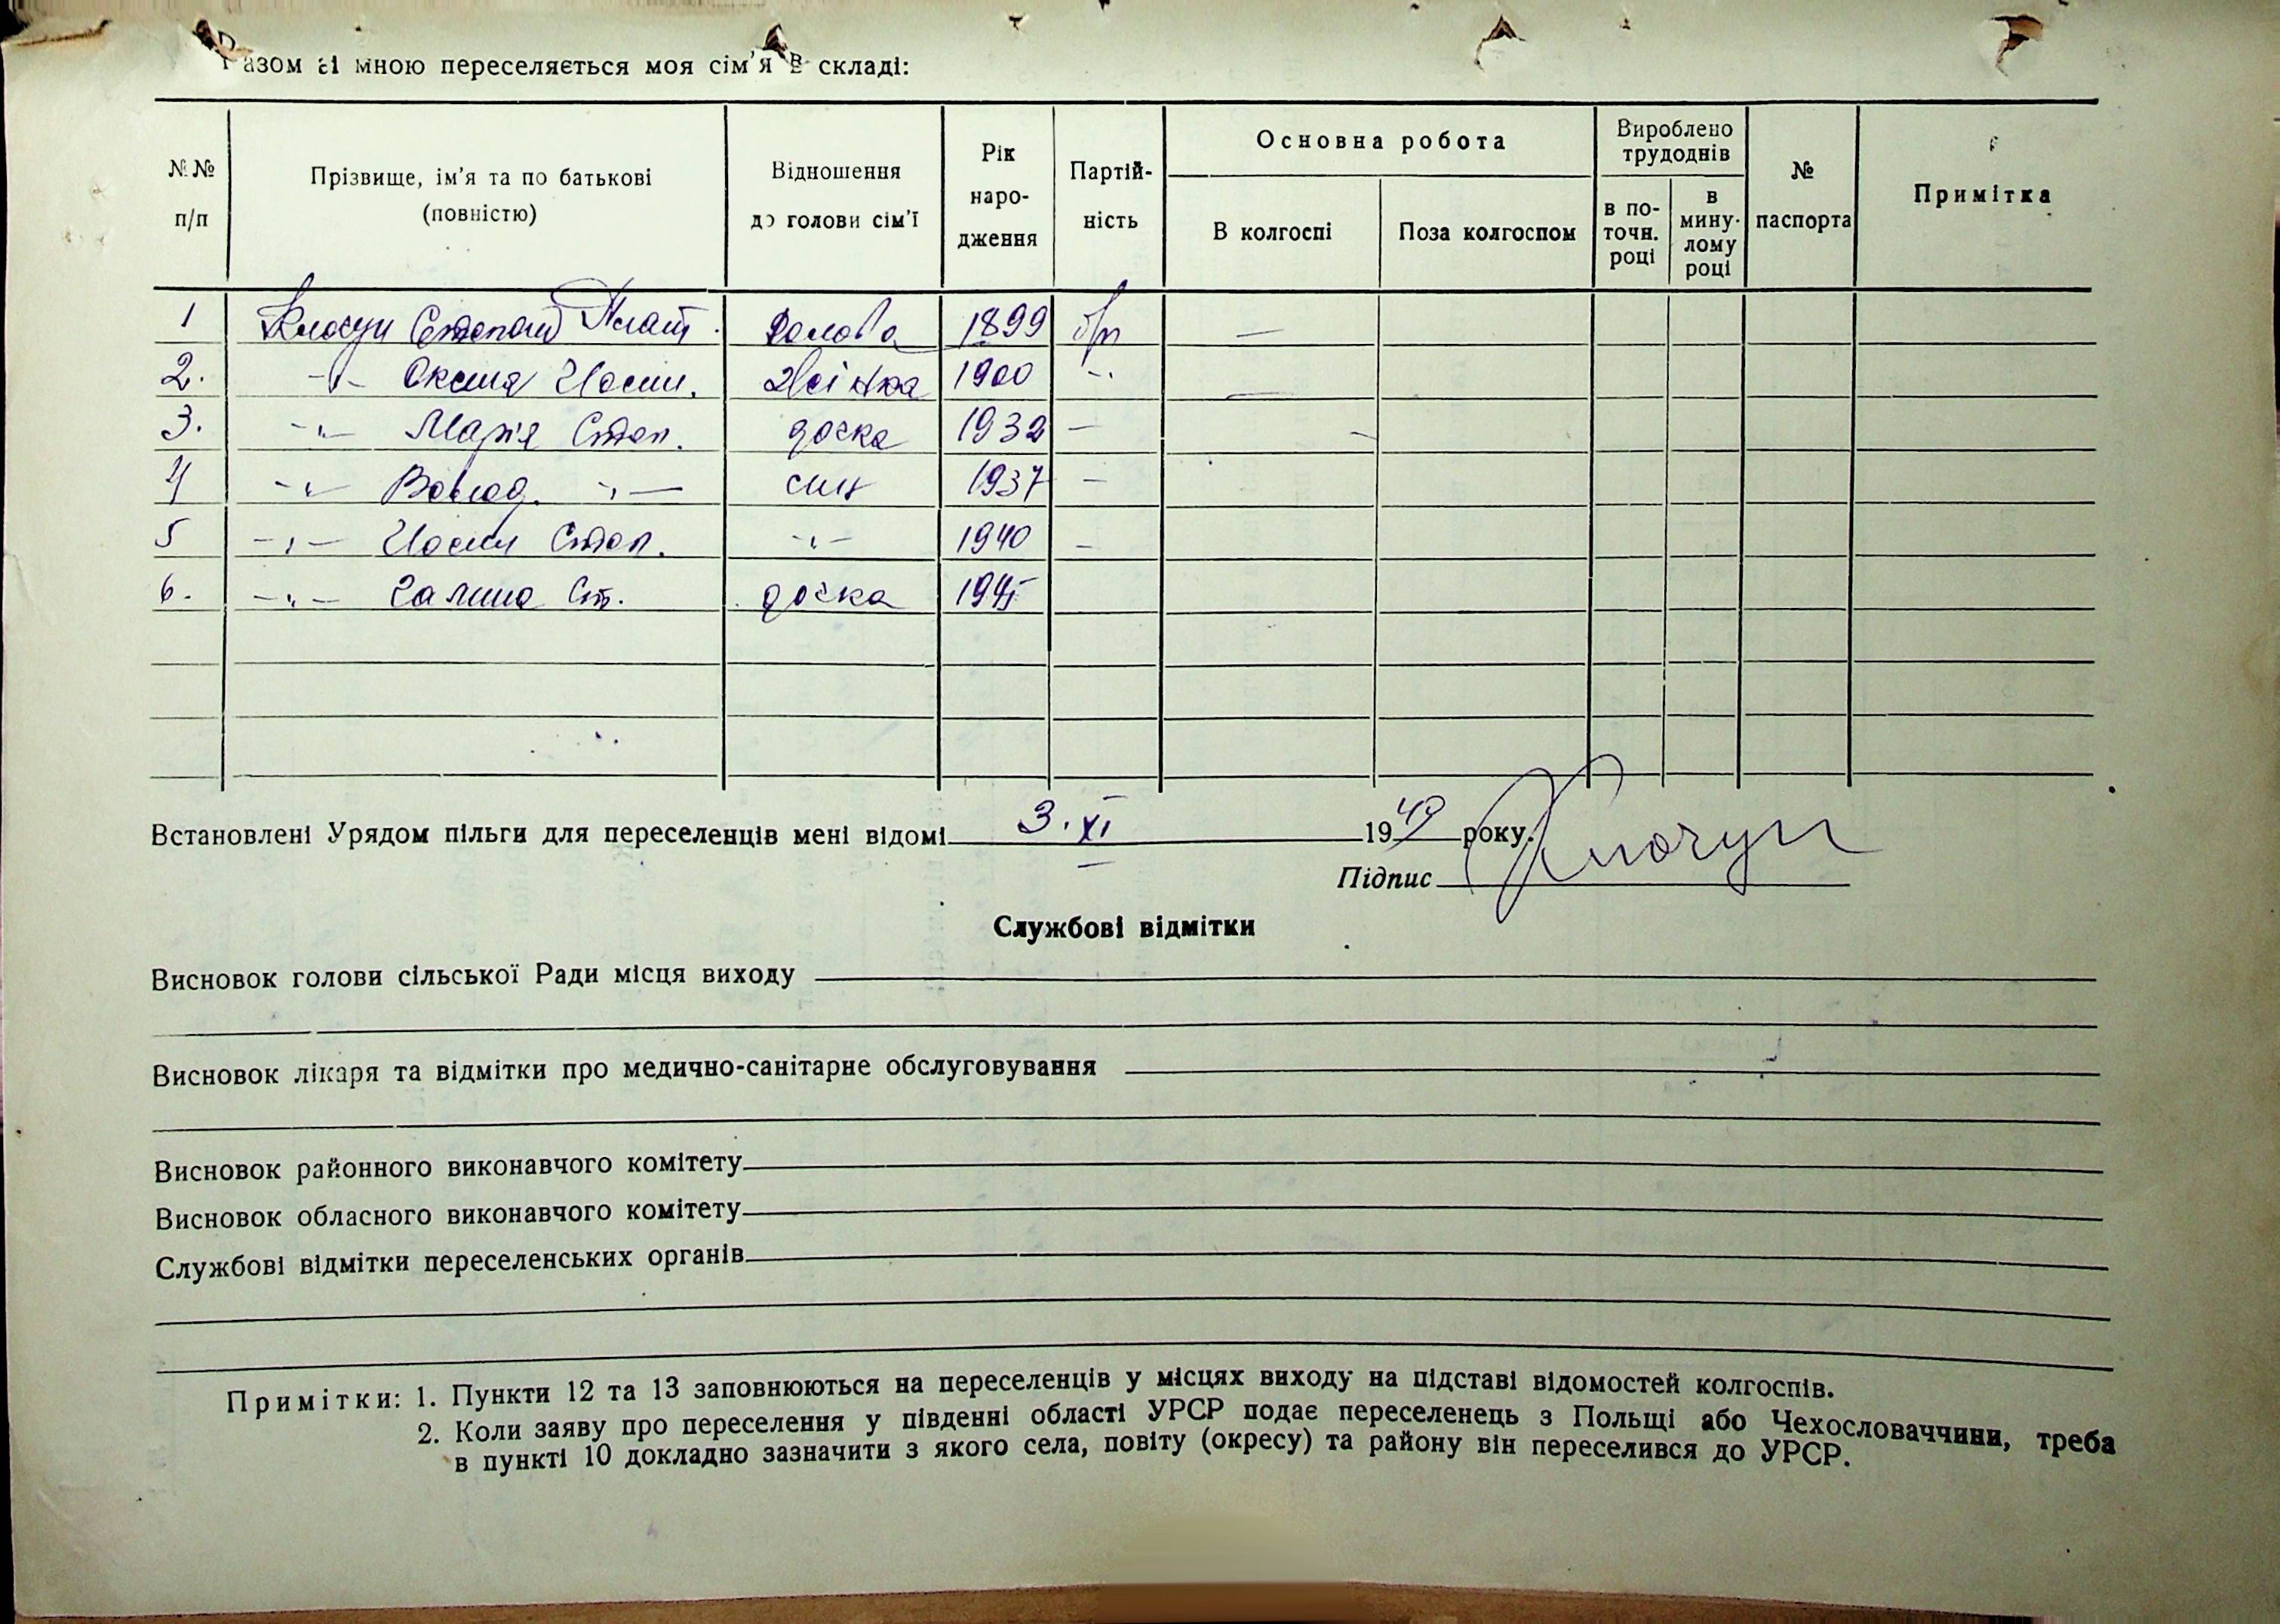 Разом зі мною переселяється моя сім'я в складі:
№№ п/п
Прізвище, ім'я та по батькові (повністю)
Відношення до голови сім'ї
Рік народження
Партійність
Основна робота
В колгоспі
Поза колгоспом
Вироблено трудоднів
в поточн. році
в минулому році
№ паспорта
Примітка
1 Степан голова 1899 б/п —
2. -"- Оксана Йосип. жінка 1900 -"- —
3. -"- Марія Степ. дочка 1932 — —
4 -"- Волод. -"- син 1937 —
5 -"- Йосип Степ. -"- 1940 —
6. -"- Галина Ст. дочка 1945
Встановлені Урядом пільги для переселенців мені відомі 3.XI 1949 року.
Підпис
Службові відмітки
Висновок голови сільської Ради місця виходу
Висновок лікаря та відмітки про медично-санітарне обслуговування
Висновок районного виконавчого комітету
Висновок обласного виконавчого комітету
Службові відмітки переселенських органів
Примітки: 1. Пункти 12 та 13 заповнюються на переселенців у місцях виходу на підставі відомостей колгоспів.
2. Коли заяву про переселення у південні області УРСР подає переселенець з Польщі або Чехословаччини, треба
в пункті 10 докладно зазначити з якого села, повіту (окресу) та району він переселився до УРСР.